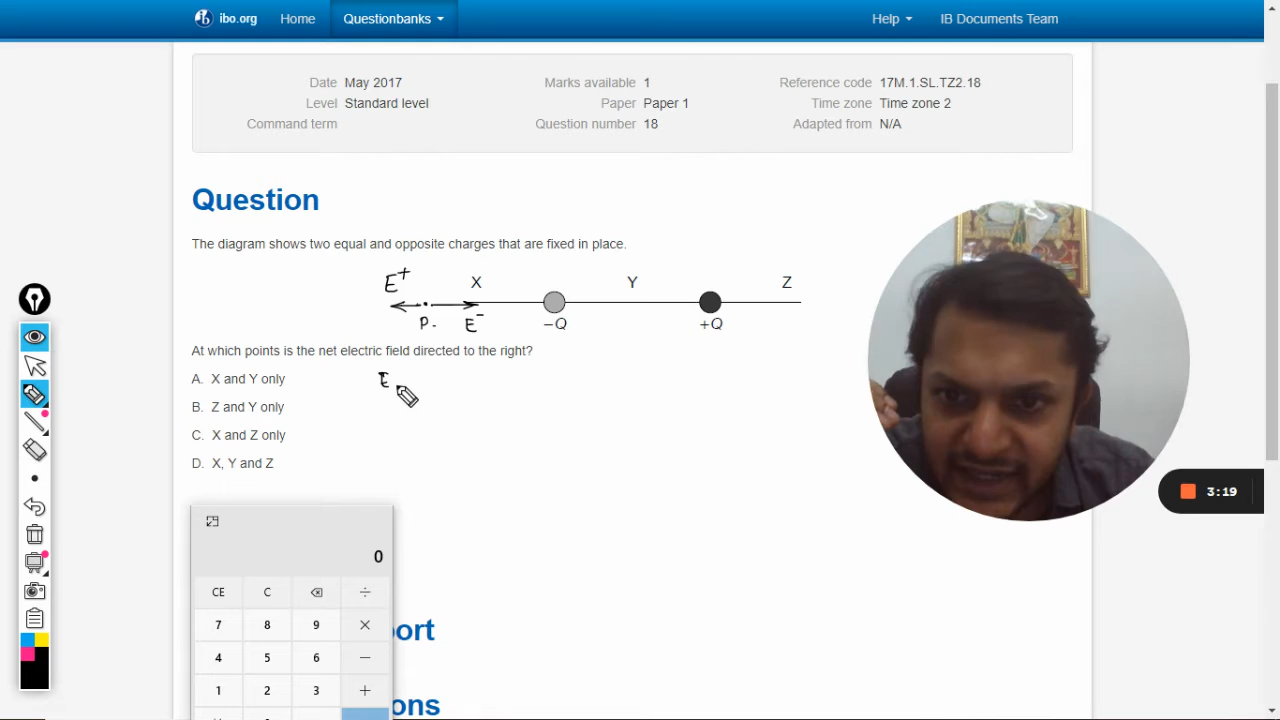 ibo.org Home Questionbanks Help IB Documents Team
Date May 2017 Marks available 1 Reference code 17M.1.SL.TZ2.18
Level Standard level Paper Paper 1 Time zone Time zone 2
Command term Question number 18 Adapted from N/A
Question
The diagram shows two equal and opposite charges that are fixed in place.
E+ X Y Z
P. E- −Q +Q
At which points is the net electric field directed to the right?
A. X and Y only
E
B. Z and Y only
C. X and Z only
D. X, Y and Z
3:19
0
CE C ÷
7 8 9 ×
ort
4 5 6 −
1 2 3 +
ons